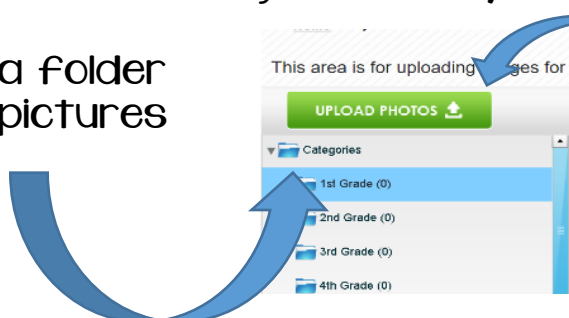 a folder
pictures
This area is for uploading
ges for
UPLOAD PHOTOS
Categories
1st Grade (0)
2nd Grade (0)
3rd Grade (0)
4th Grade (0)